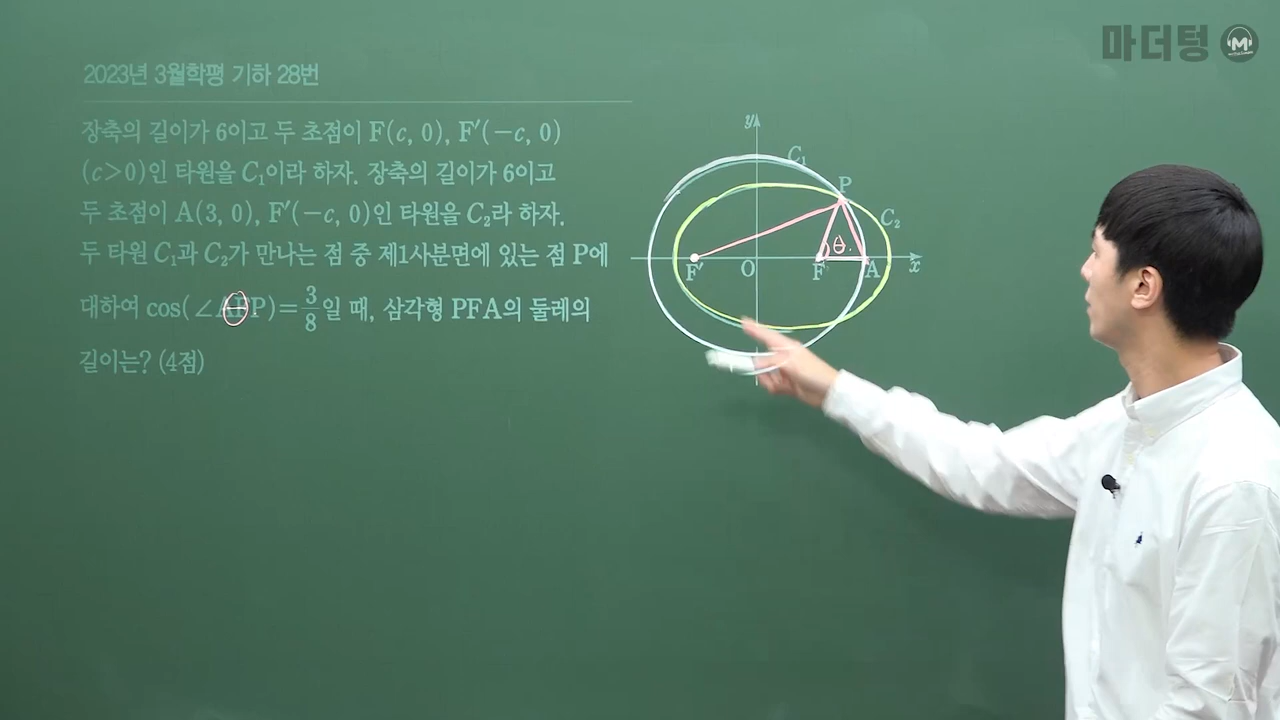 마더텅
M
2023년 3월학평 기하 28번
장축의 길이가 6이고 두 초점이 F(c, 0), F′(−c, 0)
(c>0)인 타원을 C₁이라 하자. 장축의 길이가 6이고
두 초점이 A(3, 0), F′(−c, 0)인 타원을 C₂라 하자.
두 타원 C₁과 C₂가 만나는 점 중 제1사분면에 있는 점 P에
대하여 cos(∠AFP)=3/8일 때, 삼각형 PFA의 둘레의
길이는? (4점)
θ
y
C₁
P
C₂
θ
F′
O
F
A
x